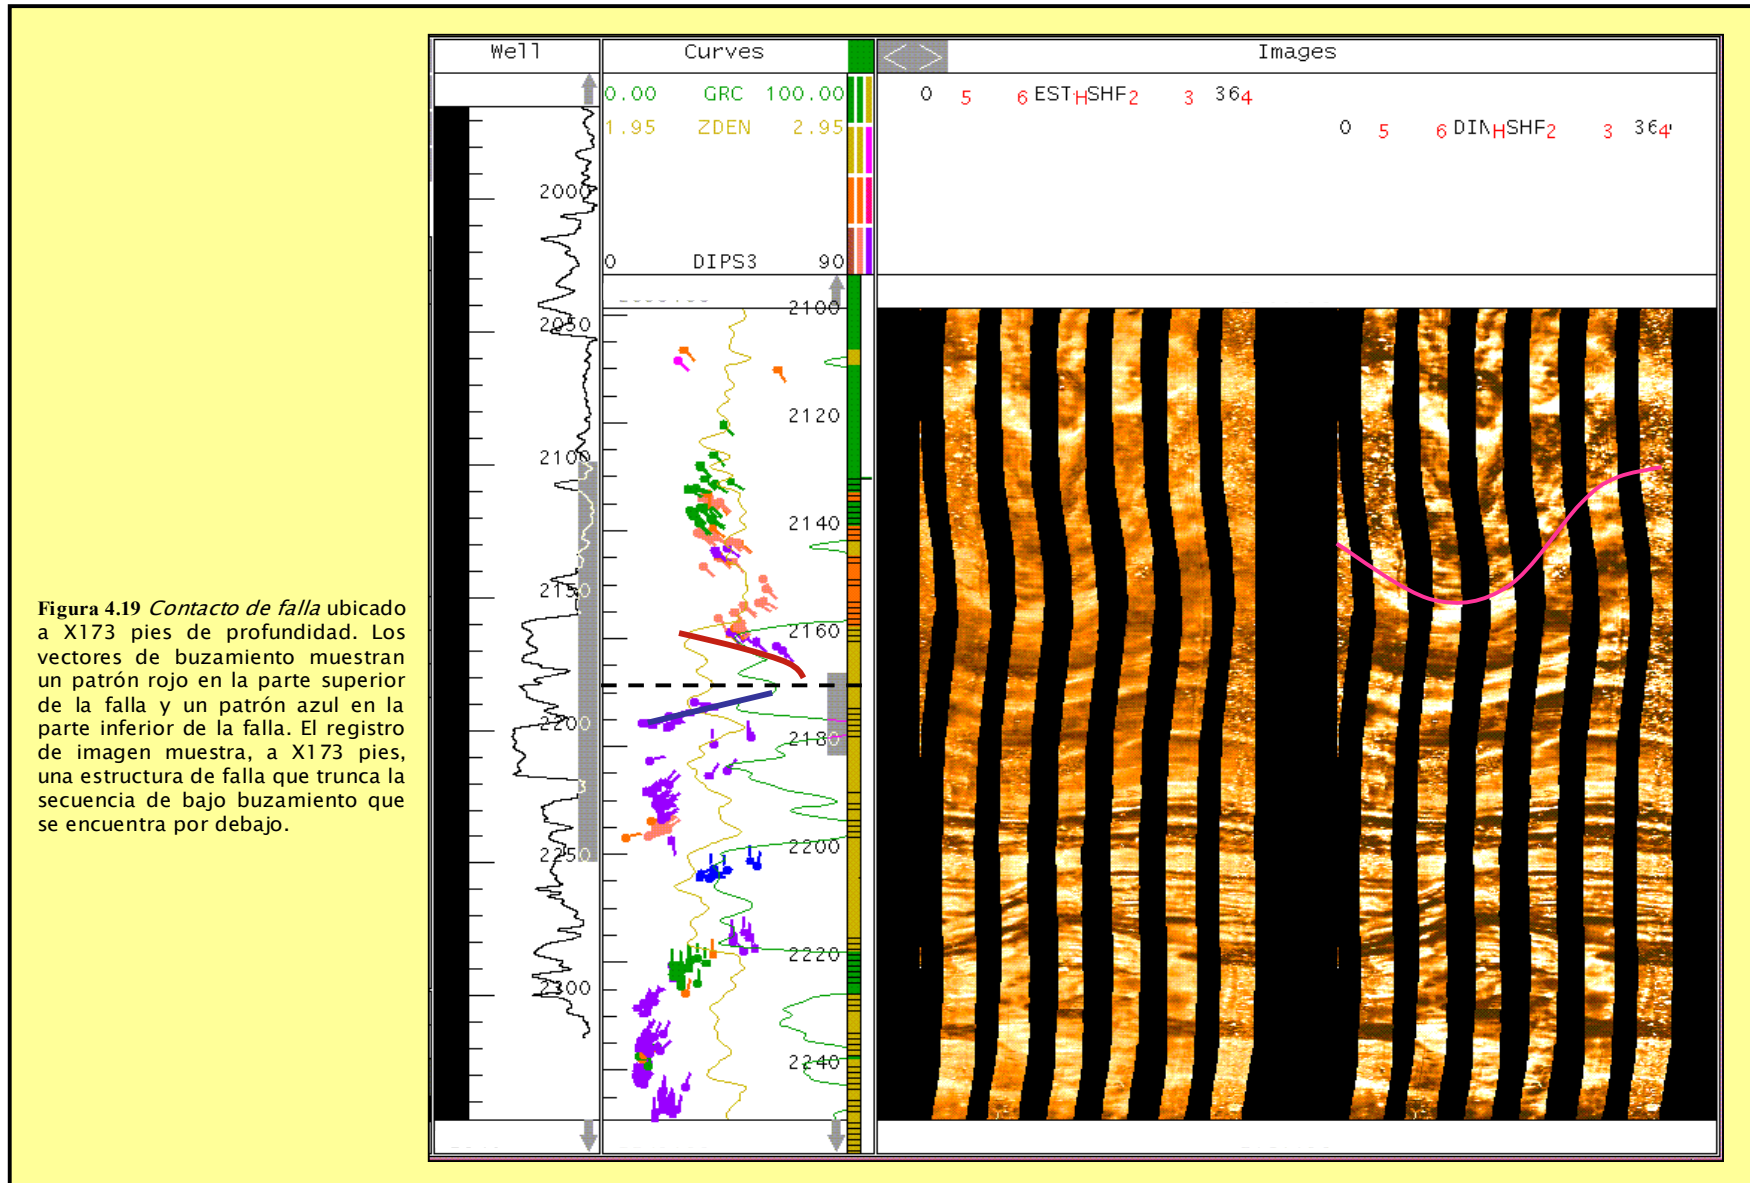 Well
Curves
< >
Images
0.00 GRC 100.00
1.95 ZDEN 2.95
0 DIPS3 90
0 5 6 EST HSHF 2 3 364
0 5 6 DIN HSHF 2 3 364
2000
2050
2100
2150
2200
2250
2300
2100
2120
2140
2160
2180
2200
2220
2240
Figura 4.19 Contacto de falla ubicado
a X173 pies de profundidad. Los
vectores de buzamiento muestran
un patrón rojo en la parte superior
de la falla y un patrón azul en la
parte inferior de la falla. El registro
de imagen muestra, a X173 pies,
una estructura de falla que trunca la
secuencia de bajo buzamiento que
se encuentra por debajo.